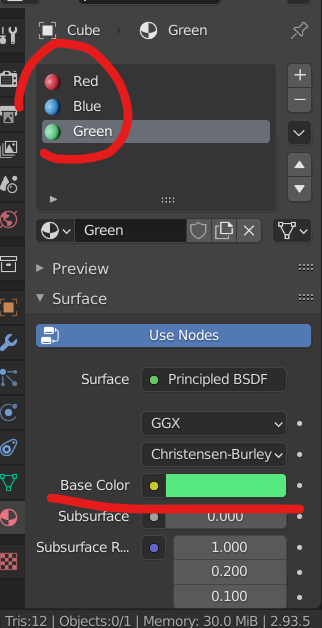 Cube Green
Red
Blue
Green
Green
Preview
Surface
Use Nodes
Surface Principled BSDF
GGX
Christensen-Burley
Base Color
Subsurface 0.000
Subsurface R... 1.000
0.200
0.100
Tris:12 | Objects:0/1 | Memory: 30.0 MiB | 2.93.5